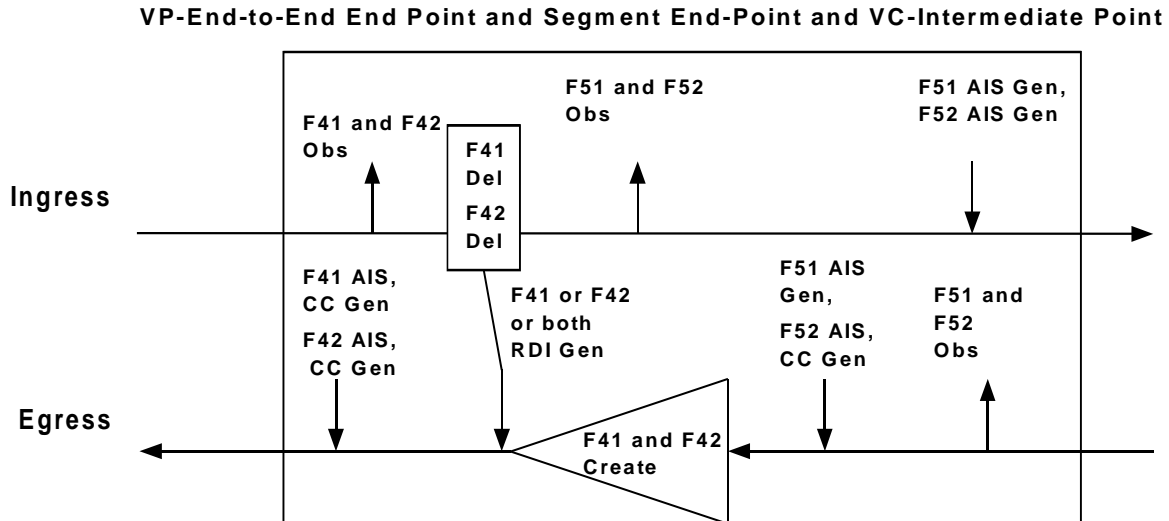 VP-End-to-End End Point and Segment End-Point and VC-Intermediate Point
F41 and F42
Obs
F41
Del
F42
Del
F51 and F52
Obs
F51 AIS Gen,
F52 AIS Gen
Ingress
F41 AIS,
CC Gen
F42 AIS,
CC Gen
F41 or F42
or both
RDI Gen
F51 AIS
Gen,
F52 AIS,
CC Gen
F51 and
F52
Obs
Egress
F41 and F42
Create